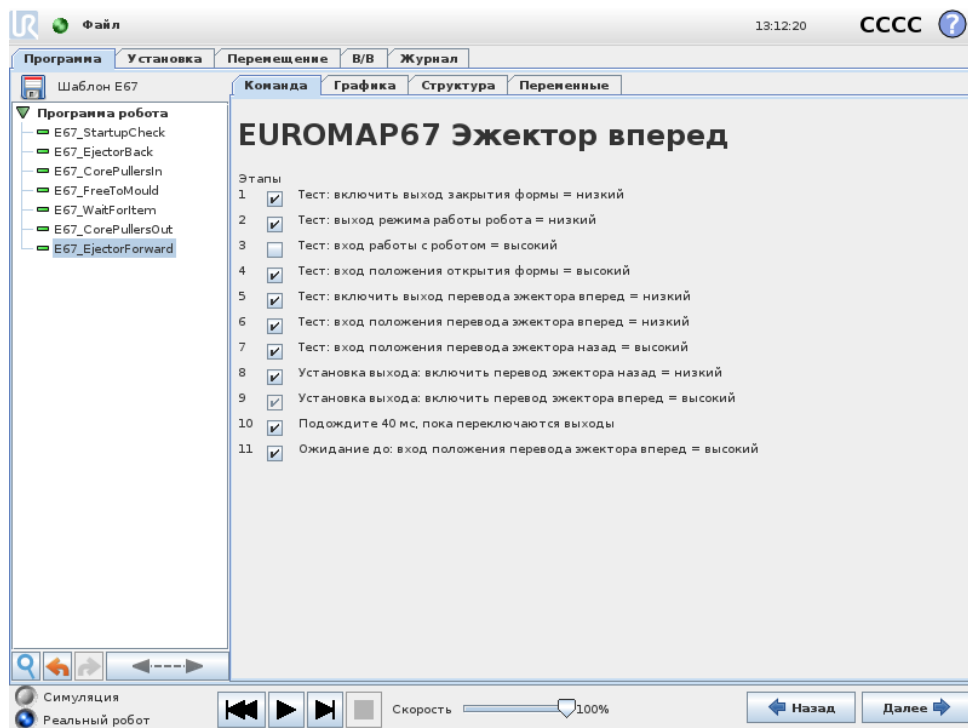 Файл
13:12:20
CCCC
?
Программа Установка Перемещение В/В Журнал
Шаблон E67
Команда Графика Структура Переменные
Программа робота
E67_StartupCheck
E67_EjectorBack
E67_CorePullersIn
E67_FreeToMould
E67_WaitForItem
E67_CorePullersOut
E67_EjectorForward
EUROMAP67 Эжектор вперед
Этапы
1 Тест: включить выход закрытия формы = низкий
2 Тест: выход режима работы робота = низкий
3 Тест: вход работы с роботом = высокий
4 Тест: вход положения открытия формы = высокий
5 Тест: включить выход перевода эжектора вперед = низкий
6 Тест: вход положения перевода эжектора вперед = низкий
7 Тест: вход положения перевода эжектора назад = высокий
8 Установка выхода: включить перевод эжектора назад = низкий
9 Установка выхода: включить перевод эжектора вперед = высокий
10 Подождите 40 мс, пока переключаются выходы
11 Ожидание до: вход положения перевода эжектора вперед = высокий
Симуляция
Реальный робот
Скорость 100%
Назад
Далее